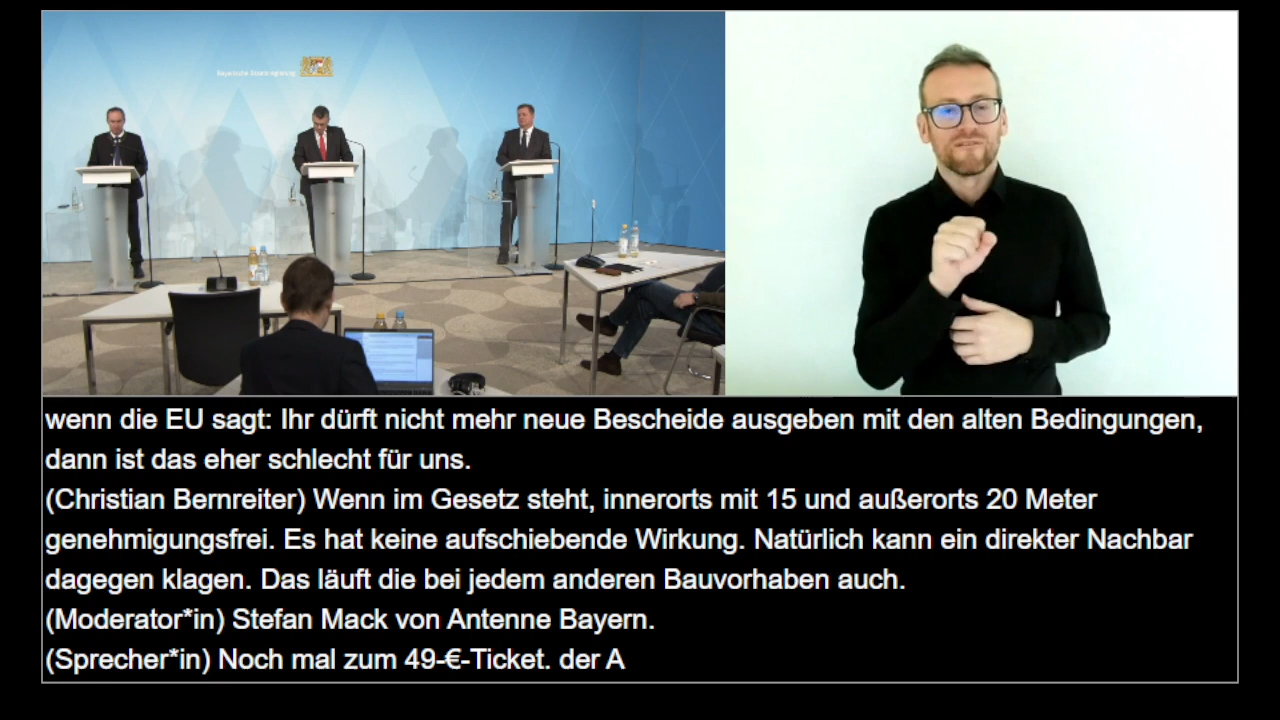 Bayerische Staatsregierung
wenn die EU sagt: Ihr dürft nicht mehr neue Bescheide ausgeben mit den alten Bedingungen,
dann ist das eher schlecht für uns.
(Christian Bernreiter) Wenn im Gesetz steht, innerorts mit 15 und außerorts 20 Meter
genehmigungsfrei. Es hat keine aufschiebende Wirkung. Natürlich kann ein direkter Nachbar
dagegen klagen. Das läuft die bei jedem anderen Bauvorhaben auch.
(Moderator*in) Stefan Mack von Antenne Bayern.
(Sprecher*in) Noch mal zum 49-€-Ticket. der A